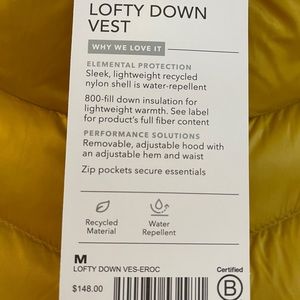 LOFTY DOWN
VEST
WHY WE LOVE IT
ELEMENTAL PROTECTION
Sleek, lightweight recycled
nylon shell is water-repellent
800-fill down insulation for
lightweight warmth. See label
for product's full fiber content
PERFORMANCE SOLUTIONS
Removable, adjustable hood with
an adjustable hem and waist
Zip pockets secure essentials
Recycled
Material
Water
Repellent
M
LOFTY DOWN VES-EROC
$148.00
Certified
B